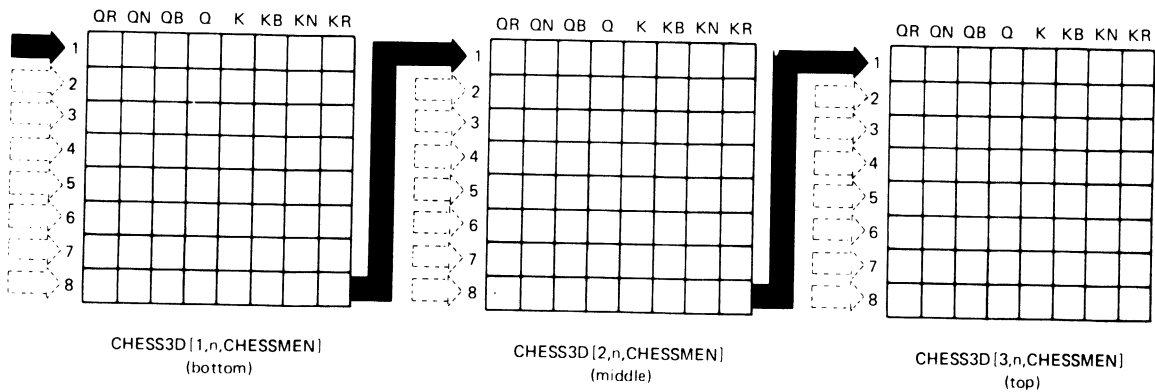 QR QN QB Q K KB KN KR
1
2
3
4
5
6
7
8
CHESS3D[1,n,CHESSMEN]
(bottom)
QR QN QB Q K KB KN KR
1
2
3
4
5
6
7
8
CHESS3D[2,n,CHESSMEN]
(middle)
QR QN QB Q K KB KN KR
1
2
3
4
5
6
7
8
CHESS3D[3,n,CHESSMEN]
(top)